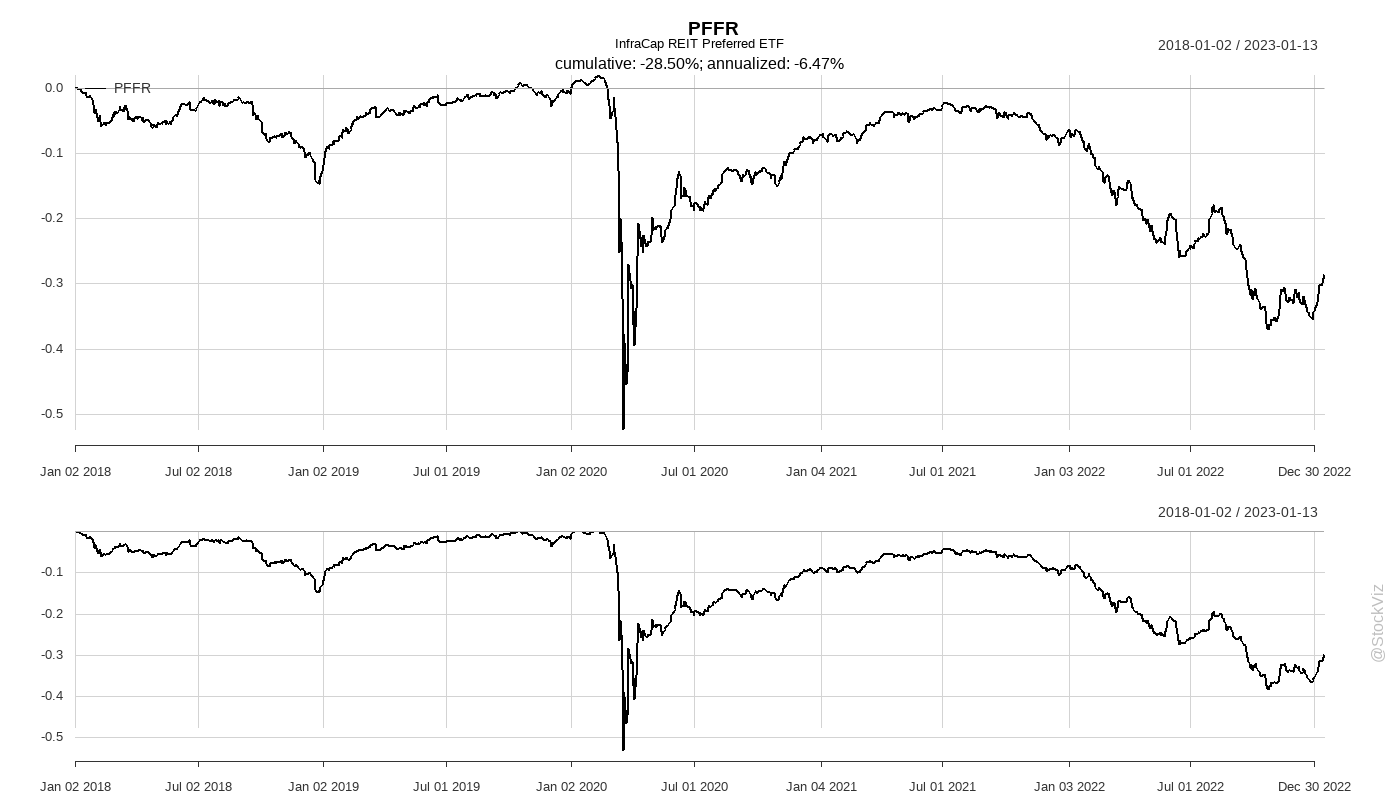 PFFR
InfraCap REIT Preferred ETF
2018-01-02 / 2023-01-13
cumulative: -28.50%; annualized: -6.47%
PFFR
0.0
-0.1
-0.2
-0.3
-0.4
-0.5
Jan 02 2018 Jul 02 2018 Jan 02 2019 Jul 01 2019 Jan 02 2020 Jul 01 2020 Jan 04 2021 Jul 01 2021 Jan 03 2022 Jul 01 2022 Dec 30 2022
2018-01-02 / 2023-01-13
-0.1
-0.2
-0.3
-0.4
-0.5
Jan 02 2018 Jul 02 2018 Jan 02 2019 Jul 01 2019 Jan 02 2020 Jul 01 2020 Jan 04 2021 Jul 01 2021 Jan 03 2022 Jul 01 2022 Dec 30 2022
@StockViz